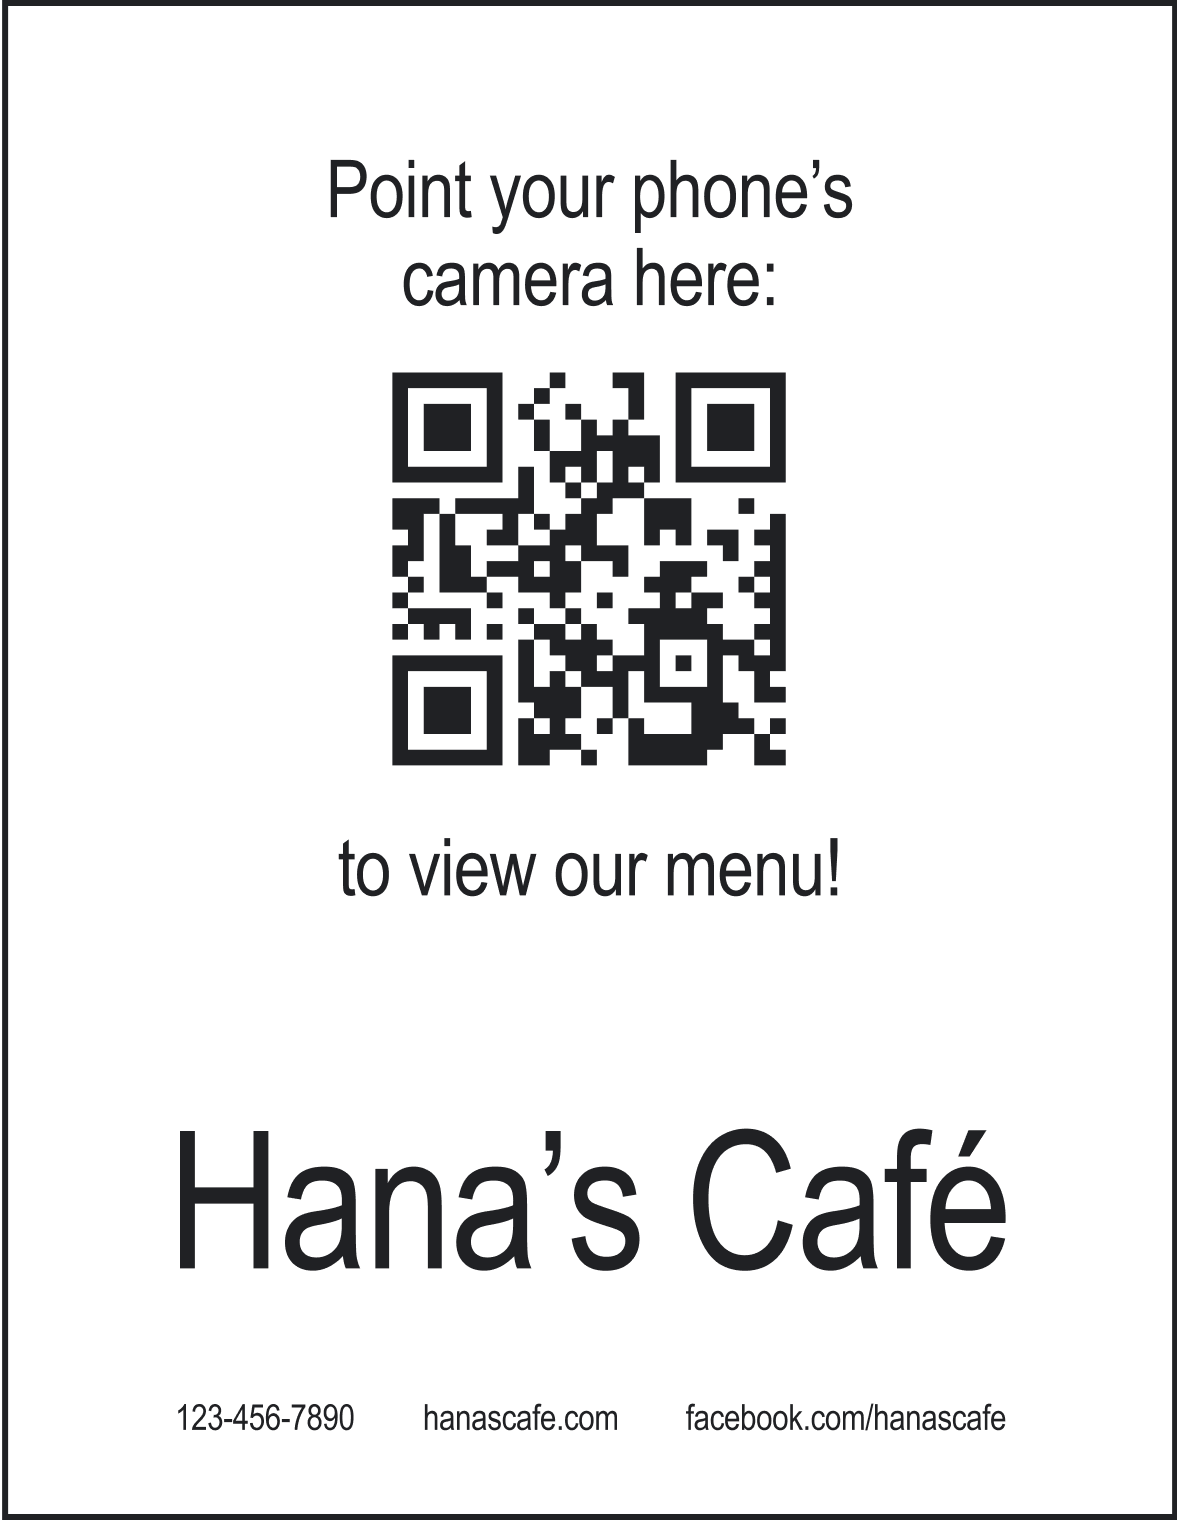 Point your phone’s
camera here:
to view our menu!
Hana’s Café
123-456-7890 hanascafe.com facebook.com/hanascafe